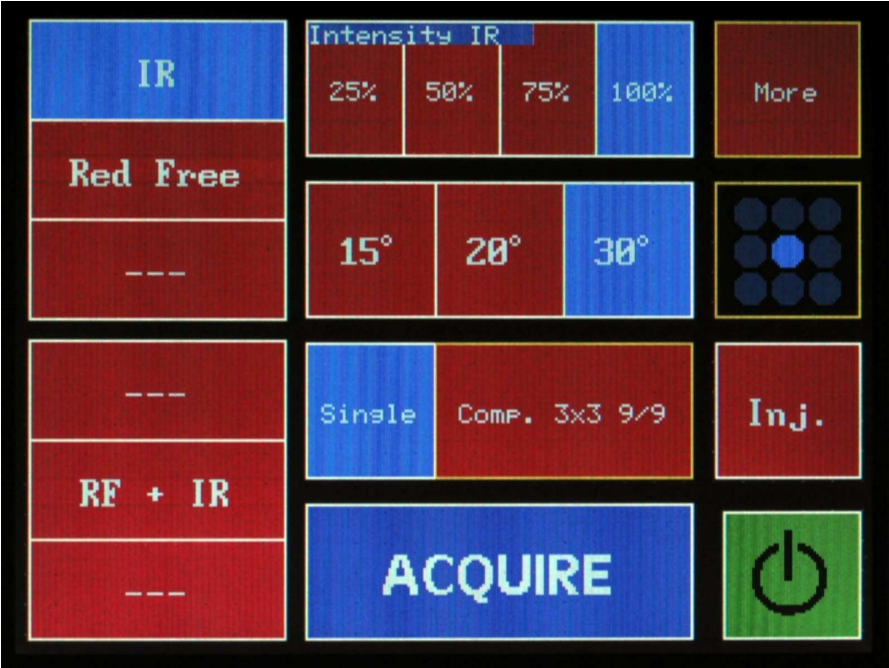 IR
Red Free
---
---
RF + IR
---
Intensity IR
25% 50% 75% 100%
15° 20° 30°
Single Comp. 3x3 9/9
ACQUIRE
More
Inj.